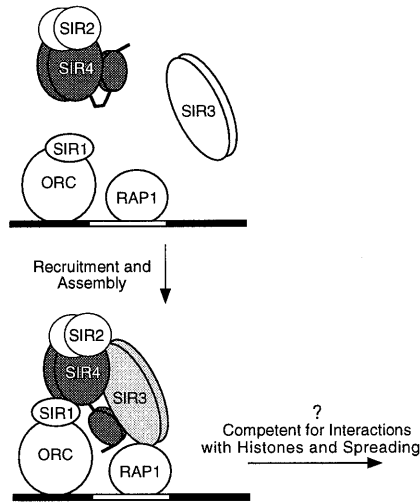 SIR2
SIR4
SIR3
SIR1
ORC
RAP1
Recruitment and
Assembly
SIR2
SIR4
SIR3
SIR1
ORC
RAP1
?
Competent for Interactions
with Histones and Spreading